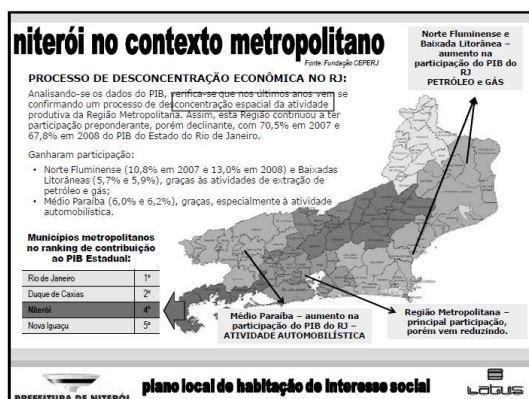 niterói no contexto metropolitano
Fonte: Fundação CEPERJ
PROCESSO DE DESCONCENTRAÇÃO ECONÔMICA NO RJ:
Analisando-se os dados do PIB, verifica-se que nos últimos anos vem se
confirmando um processo de desconcentração espacial da atividade
produtiva da Região Metropolitana. Assim, esta Região continuou a ter
participação preponderante, porém declinante, com 70,5% em 2007 e
67,8% em 2008 do PIB do Estado do Rio de Janeiro.
Ganharam participação:
• Norte Fluminense (10,8% em 2007 e 13,0% em 2008) e Baixadas
Litorâneas (5,7% e 5,9%), graças às atividades de extração de
petróleo e gás;
• Médio Paraíba (6,0% e 6,2%), graças, especialmente à atividade
automobilística.
Norte Fluminense e
Baixada Litorânea –
aumento na
participação do PIB do
RJ
PETRÓLEO e GÁS
Municípios metropolitanos
no ranking de contribuição
ao PIB Estadual:
Rio de Janeiro 1º
Duque de Caxias 2º
Niterói 4º
Nova Iguaçu 5º
Médio Paraíba – aumento na
participação do PIB do RJ –
ATIVIDADE AUTOMOBILÍSTICA
Região Metropolitana –
principal participação,
porém vem reduzindo.
PREFEITURA DE NITERÓI
plano local de habitação de interesse social
Latus